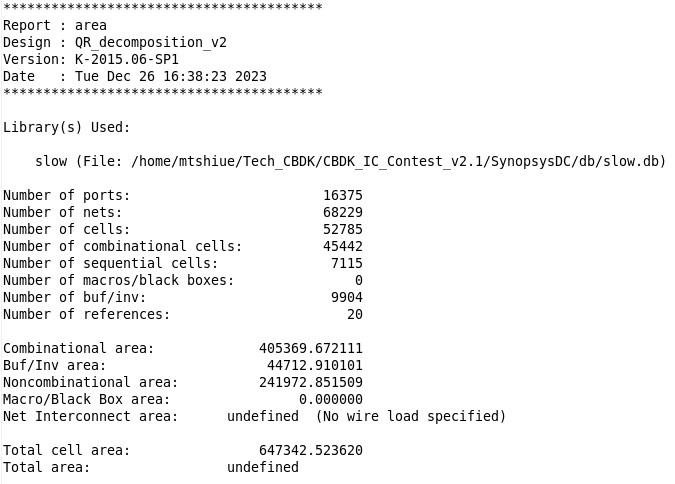 ****************************************
Report : area
Design : QR_decomposition_v2
Version: K-2015.06-SP1
Date   : Tue Dec 26 16:38:23 2023
****************************************
Library(s) Used:
slow (File: /home/mtshiue/Tech_CBDK/CBDK_IC_Contest_v2.1/SynopsysDC/db/slow.db)
Number of ports: 16375
Number of nets: 68229
Number of cells: 52785
Number of combinational cells: 45442
Number of sequential cells: 7115
Number of macros/black boxes: 0
Number of buf/inv: 9904
Number of references: 20
Combinational area: 405369.672111
Buf/Inv area: 44712.910101
Noncombinational area: 241972.851509
Macro/Black Box area: 0.000000
Net Interconnect area: undefined (No wire load specified)
Total cell area: 647342.523620
Total area: undefined